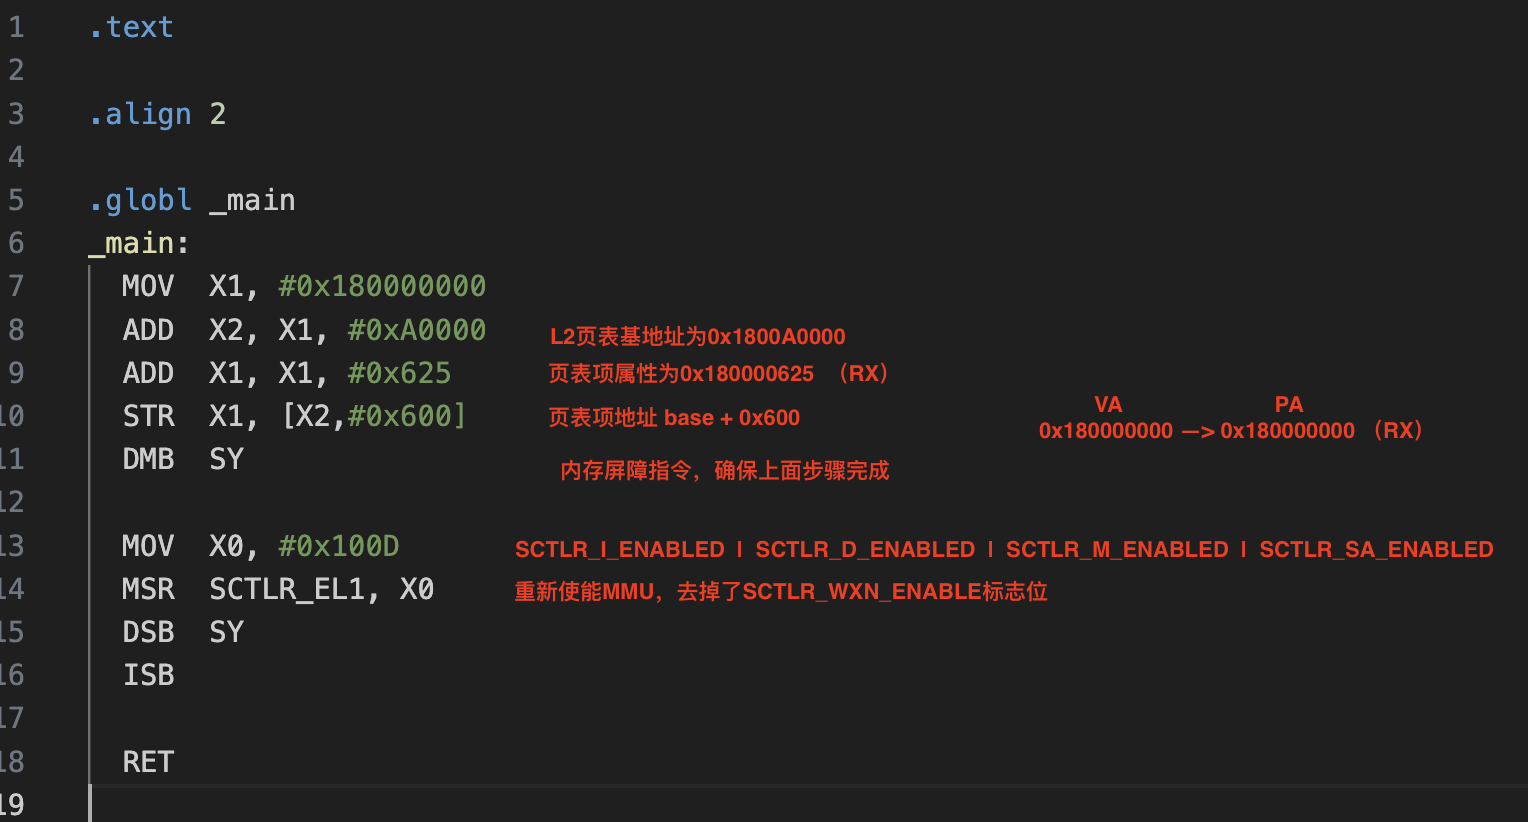 1 .text
2
3 .align 2
4
5 .globl _main
6 _main:
7 MOV X1, #0x180000000
8 ADD X2, X1, #0xA0000 L2页表基地址为0x1800A0000
9 ADD X1, X1, #0x625 页表项属性为0x180000625 （RX）
VA PA
10 STR X1, [X2,#0x600] 页表项地址 base + 0x600 0x180000000 —> 0x180000000 （RX）
11 DMB SY 内存屏障指令，确保上面步骤完成
12
13 MOV X0, #0x100D SCTLR_I_ENABLED | SCTLR_D_ENABLED | SCTLR_M_ENABLED | SCTLR_SA_ENABLED
14 MSR SCTLR_EL1, X0 重新使能MMU，去掉了SCTLR_WXN_ENABLE标志位
15 DSB SY
16 ISB
17
18 RET
19